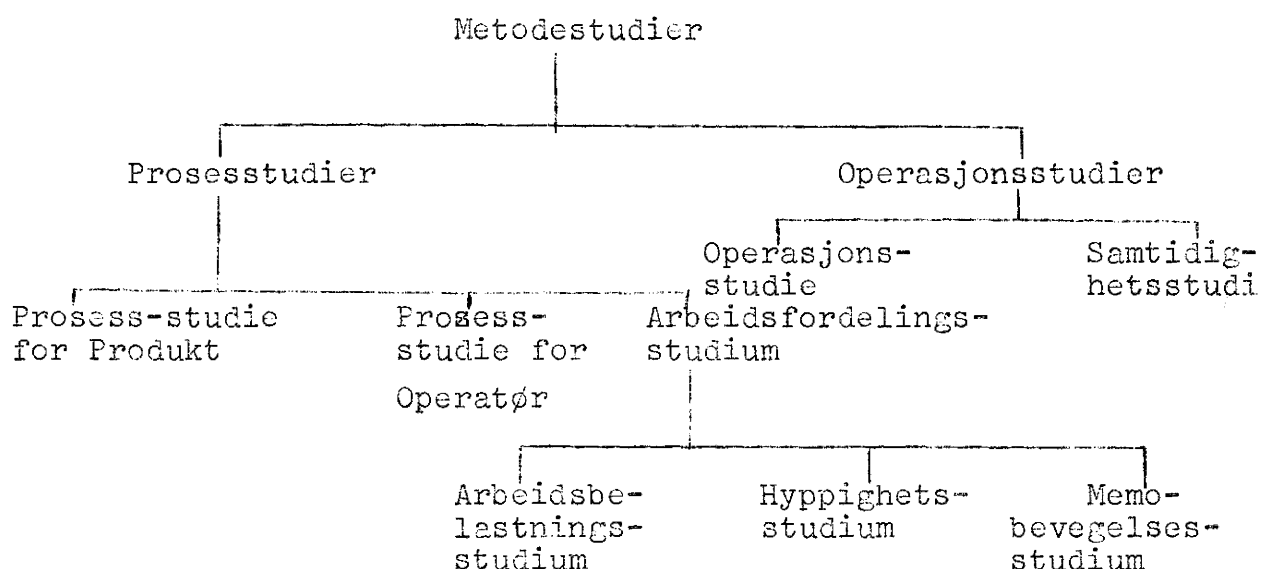 Metodestudier
Prosesstudier
Operasjonsstudier
Operasjons-
studie
Samtidig-
hetsstudi
Prosess-studie
for Produkt
Prosess-
studie for
Operatør
Arbeidsfordelings-
studium
Arbeidsbe-
lastnings-
studium
Hyppighets-
studium
Memo-
bevegelses-
studium